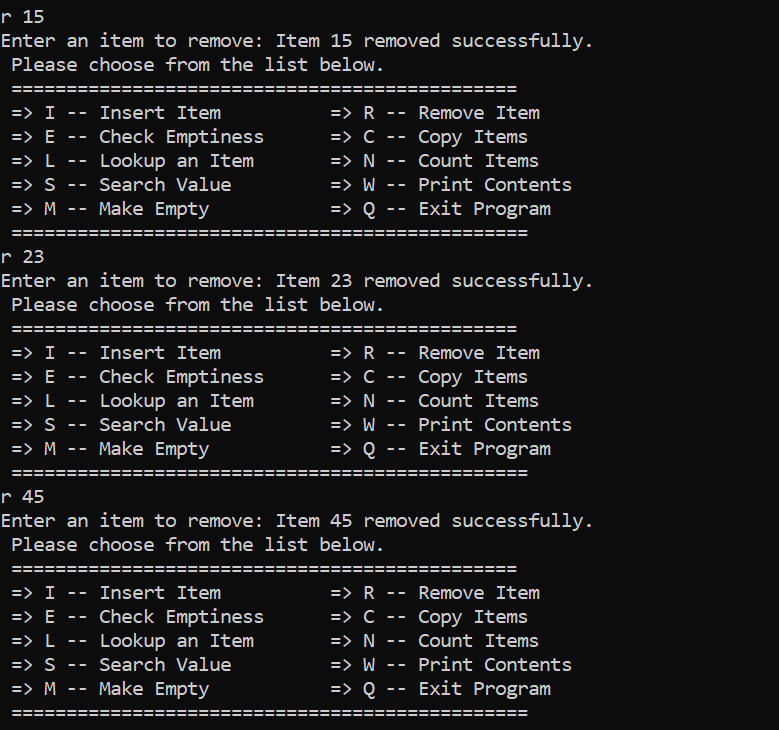 r 15
Enter an item to remove: Item 15 removed successfully.
 Please choose from the list below.
 ==============================================
 => I -- Insert Item          => R -- Remove Item
 => E -- Check Emptiness      => C -- Copy Items
 => L -- Lookup an Item       => N -- Count Items
 => S -- Search Value         => W -- Print Contents
 => M -- Make Empty           => Q -- Exit Program
 ===============================================
r 23
Enter an item to remove: Item 23 removed successfully.
 Please choose from the list below.
 ==============================================
 => I -- Insert Item          => R -- Remove Item
 => E -- Check Emptiness      => C -- Copy Items
 => L -- Lookup an Item       => N -- Count Items
 => S -- Search Value         => W -- Print Contents
 => M -- Make Empty           => Q -- Exit Program
 ===============================================
r 45
Enter an item to remove: Item 45 removed successfully.
 Please choose from the list below.
 ==============================================
 => I -- Insert Item          => R -- Remove Item
 => E -- Check Emptiness      => C -- Copy Items
 => L -- Lookup an Item       => N -- Count Items
 => S -- Search Value         => W -- Print Contents
 => M -- Make Empty           => Q -- Exit Program
 ===============================================